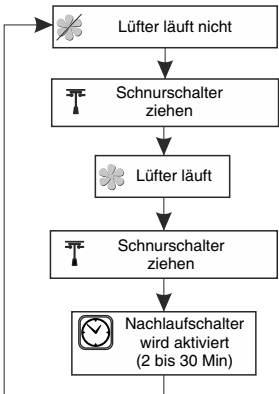 Lüfter läuft nicht
Schnurschalter
ziehen
Lüfter läuft
Schnurschalter
ziehen
Nachlaufschalter
wird aktiviert
(2 bis 30 Min)